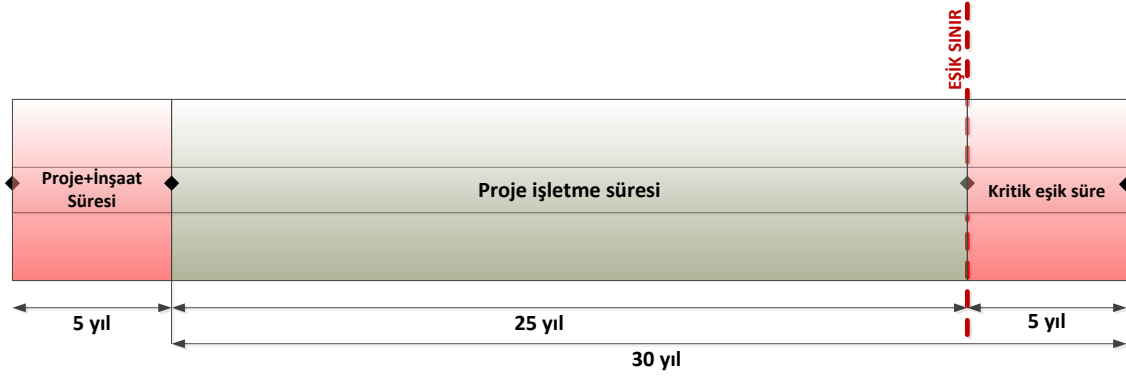 EŞİK SINIR
Proje+İnşaat
Süresi
Proje işletme süresi
Kritik eşik süre
5 yıl
25 yıl
5 yıl
30 yıl